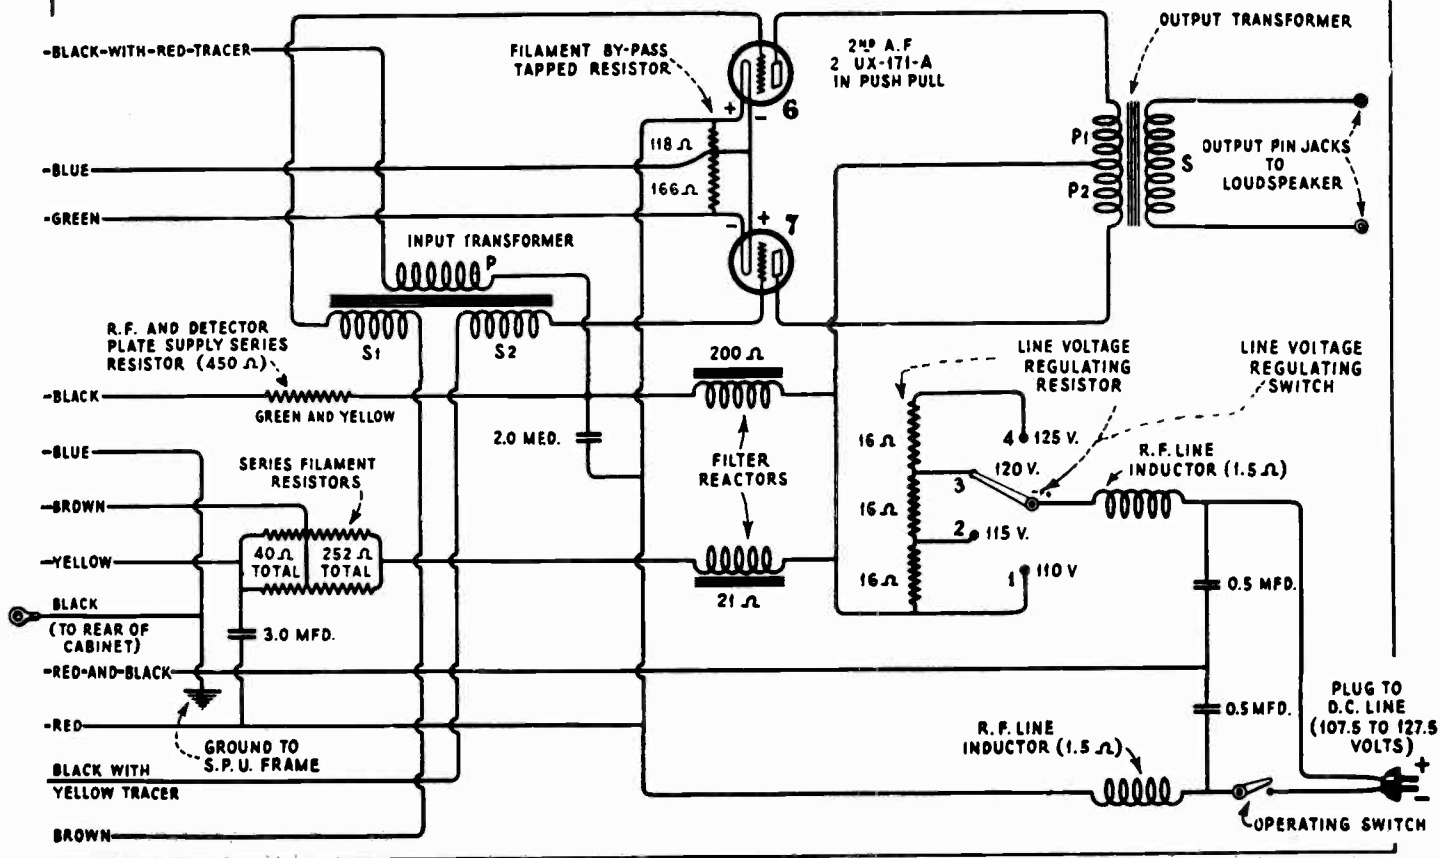 -BLACK-WITH-RED-TRACER
FILAMENT BY-PASS
TAPPED RESISTOR
2ND A.F
2 UX-171-A
IN PUSH PULL
OUTPUT TRANSFORMER
+
6
-
118 Ω
-BLUE
166 Ω
P1
P2
S
OUTPUT PIN JACKS
TO
LOUDSPEAKER
-GREEN
+
7
-
INPUT TRANSFORMER
P
R.F. AND DETECTOR
PLATE SUPPLY SERIES
RESISTOR (450 Ω)
S1
S2
200 Ω
LINE VOLTAGE
REGULATING
RESISTOR
LINE VOLTAGE
REGULATING
SWITCH
-BLACK
GREEN AND YELLOW
2.0 MED.
16 Ω
4 125 V.
-BLUE
SERIES FILAMENT
RESISTORS
FILTER
REACTORS
120 V.
3
R.F. LINE
INDUCTOR (1.5 Ω)
-BROWN
16 Ω
2 115 V.
-YELLOW
40 Ω
TOTAL
252 Ω
TOTAL
16 Ω
1 110 V
21 Ω
0.5 MFD.
BLACK
(TO REAR OF
CABINET)
3.0 MFD.
-RED-AND-BLACK
PLUG TO
D.C. LINE
(107.5 TO 127.5
VOLTS)
0.5 MFD.
-RED
GROUND TO
S.P.U. FRAME
R.F. LINE
INDUCTOR (1.5 Ω)
BLACK WITH
YELLOW TRACER
+
-
OPERATING SWITCH
BROWN